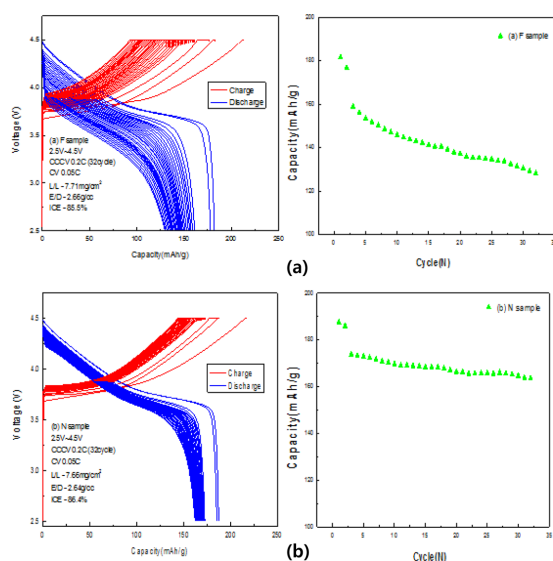 4.5
4.0
3.5
3.0
2.5
Voltage(V)
0
50
100
150
200
250
Capacity(mAh/g)
Charge
Discharge
(a) F sample
2.5V~4.5V
CCCV 0.2C (32cycle)
CV 0.05C
L/L ~7.71mg/cm²
E/D ~2.66g/cc
ICE ~85.5%
200
180
160
140
120
100
Capacity(mAh/g)
0
5
10
15
20
25
30
35
Cycle(N)
(a) F sample
(a)
4.5
4.0
3.5
3.0
2.5
Voltage (V)
0
50
100
150
200
250
Capacity(mAh/g)
Charge
Discharge
(b) N sample
2.5V~4.5V
CCCV 0.2C(32cycle)
CV 0.05C
L/L ~7.66mg/cm²
E/D ~2.64g/cc
ICE ~86.4%
200
180
160
140
120
100
Capacity(mAh/g)
0
5
10
15
20
25
30
35
Cycle(N)
(b) N sample
(b)